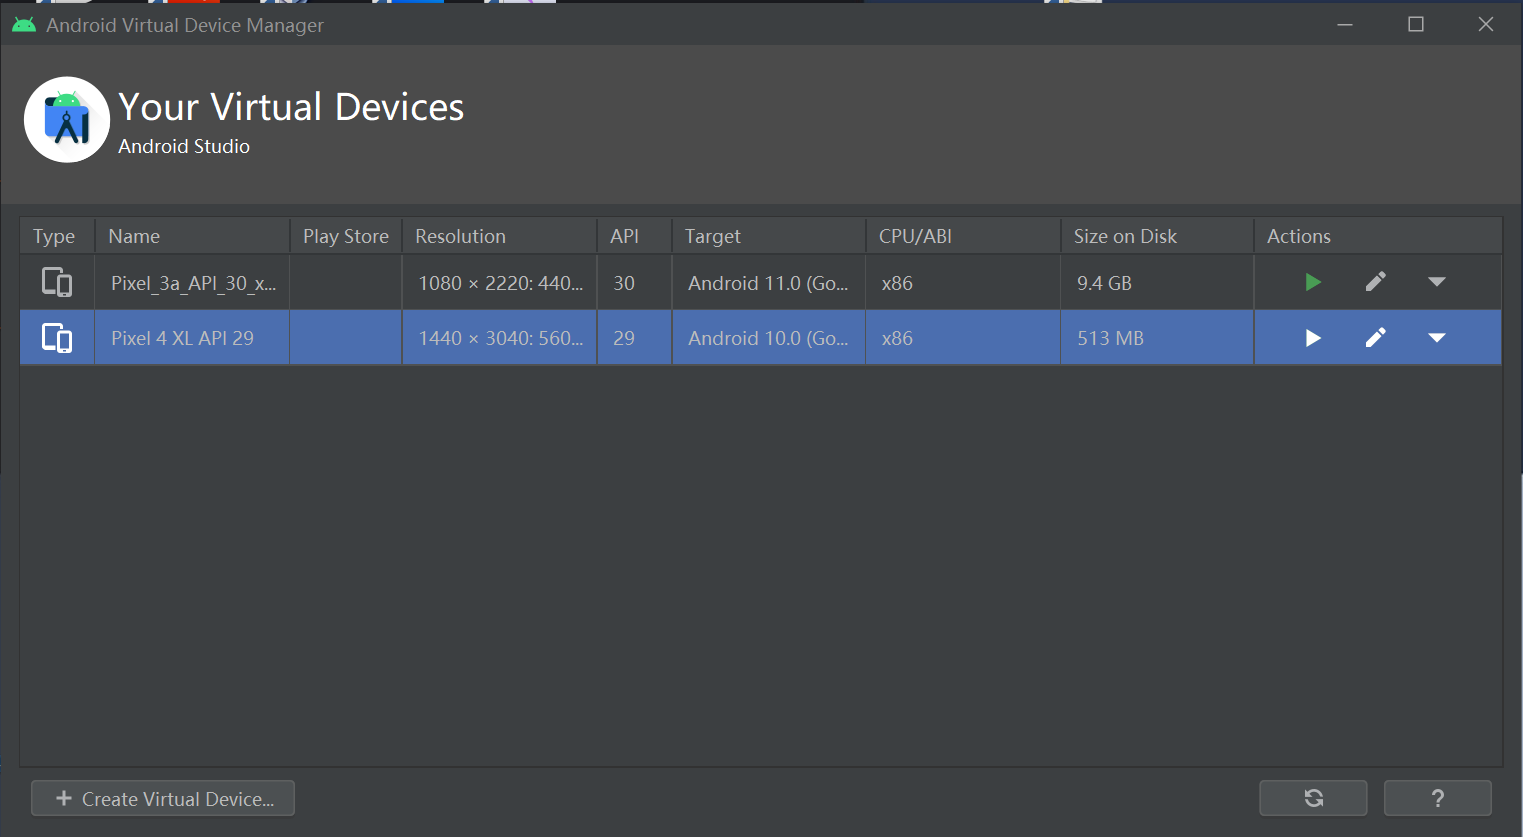 Android Virtual Device Manager
Your Virtual Devices
Android Studio
Type Name Play Store Resolution API Target CPU/ABI Size on Disk Actions
Pixel_3a_API_30_x... 1080 × 2220: 440... 30 Android 11.0 (Go... x86 9.4 GB
Pixel 4 XL API 29 1440 × 3040: 560... 29 Android 10.0 (Go... x86 513 MB
+ Create Virtual Device... ?